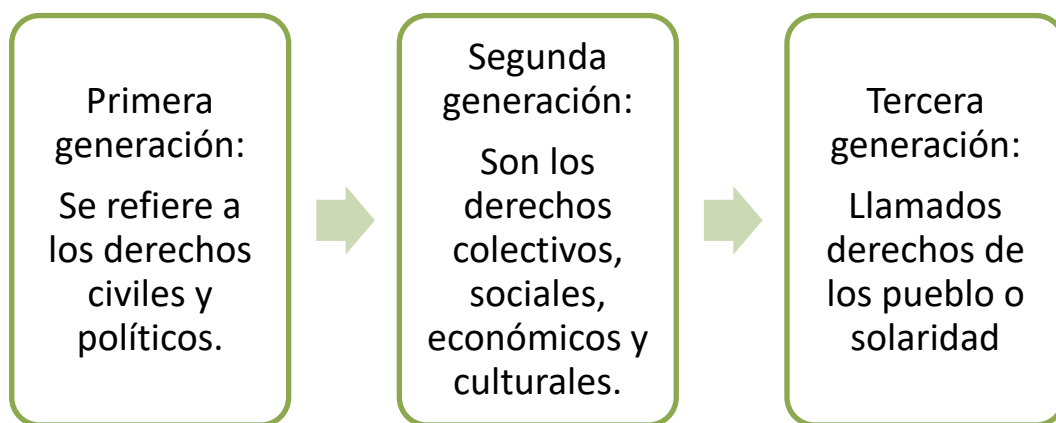 Primera
generación:
Se refiere a
los derechos
civiles y
políticos.
Segunda
generación:
Son los
derechos
colectivos,
sociales,
económicos y
culturales.
Tercera
generación:
Llamados
derechos de
los pueblo o
solaridad